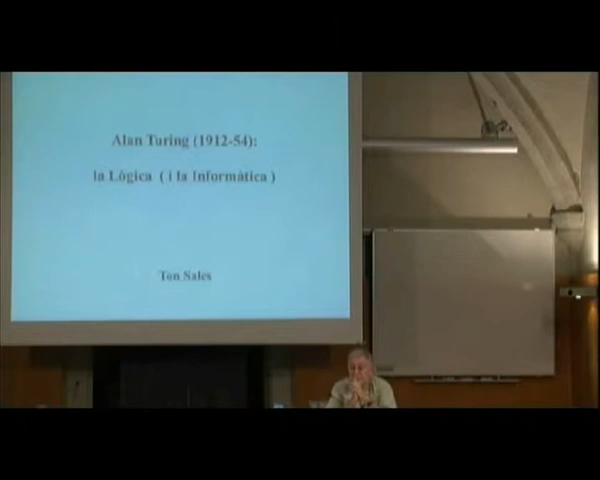 Alan Turing (1912-54):
la Lògica ( i la Informàtica )
Ton Sales